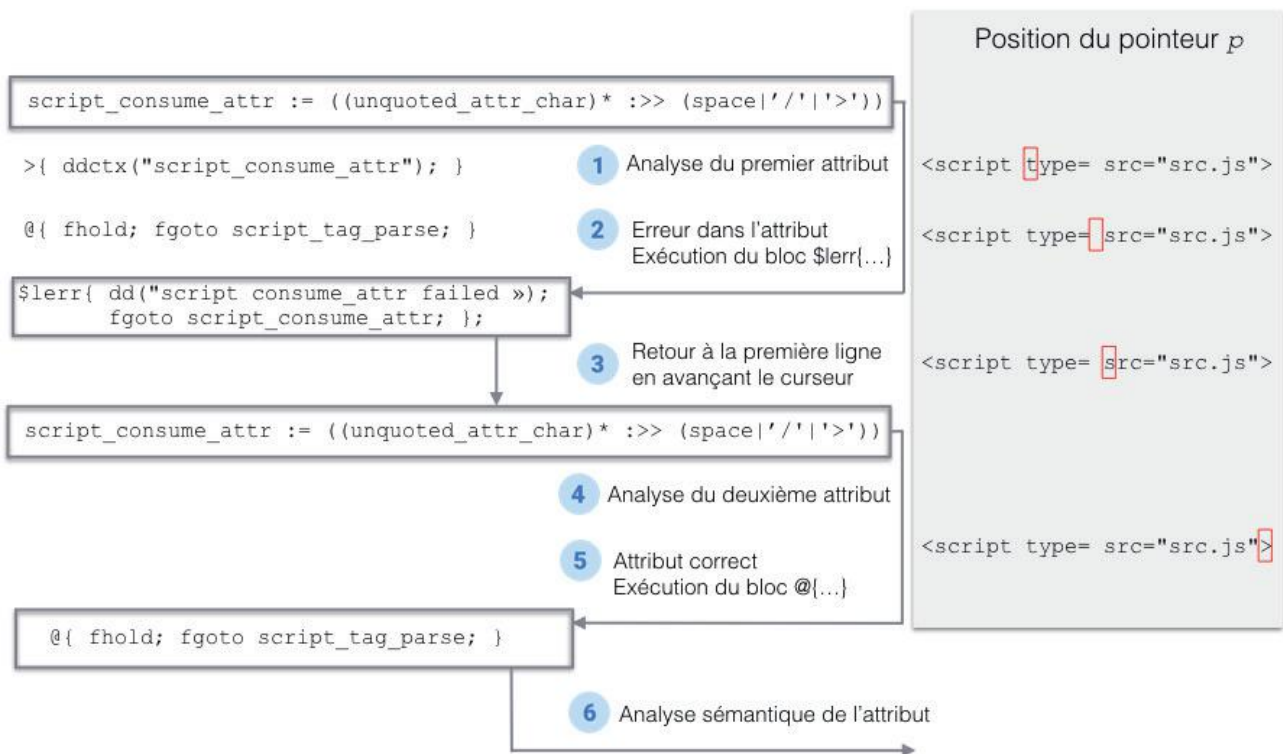 Position du pointeur p
script_consume_attr := ((unquoted_attr_char)* :>> (space|'/'|'>'))
>{ ddctx("script_consume_attr"); }
1 Analyse du premier attribut
<script type= src="src.js">
@{ fhold; fgoto script_tag_parse; }
2 Erreur dans l'attribut
Exécution du bloc $lerr{...}
<script type= src="src.js">
$lerr{ dd("script consume_attr failed »);
fgoto script_consume_attr; };
3 Retour à la première ligne
en avançant le curseur
<script type= src="src.js">
script_consume_attr := ((unquoted_attr_char)* :>> (space|'/'|'>'))
4 Analyse du deuxième attribut
<script type= src="src.js">
5 Attribut correct
Exécution du bloc @{...}
@{ fhold; fgoto script_tag_parse; }
6 Analyse sémantique de l'attribut